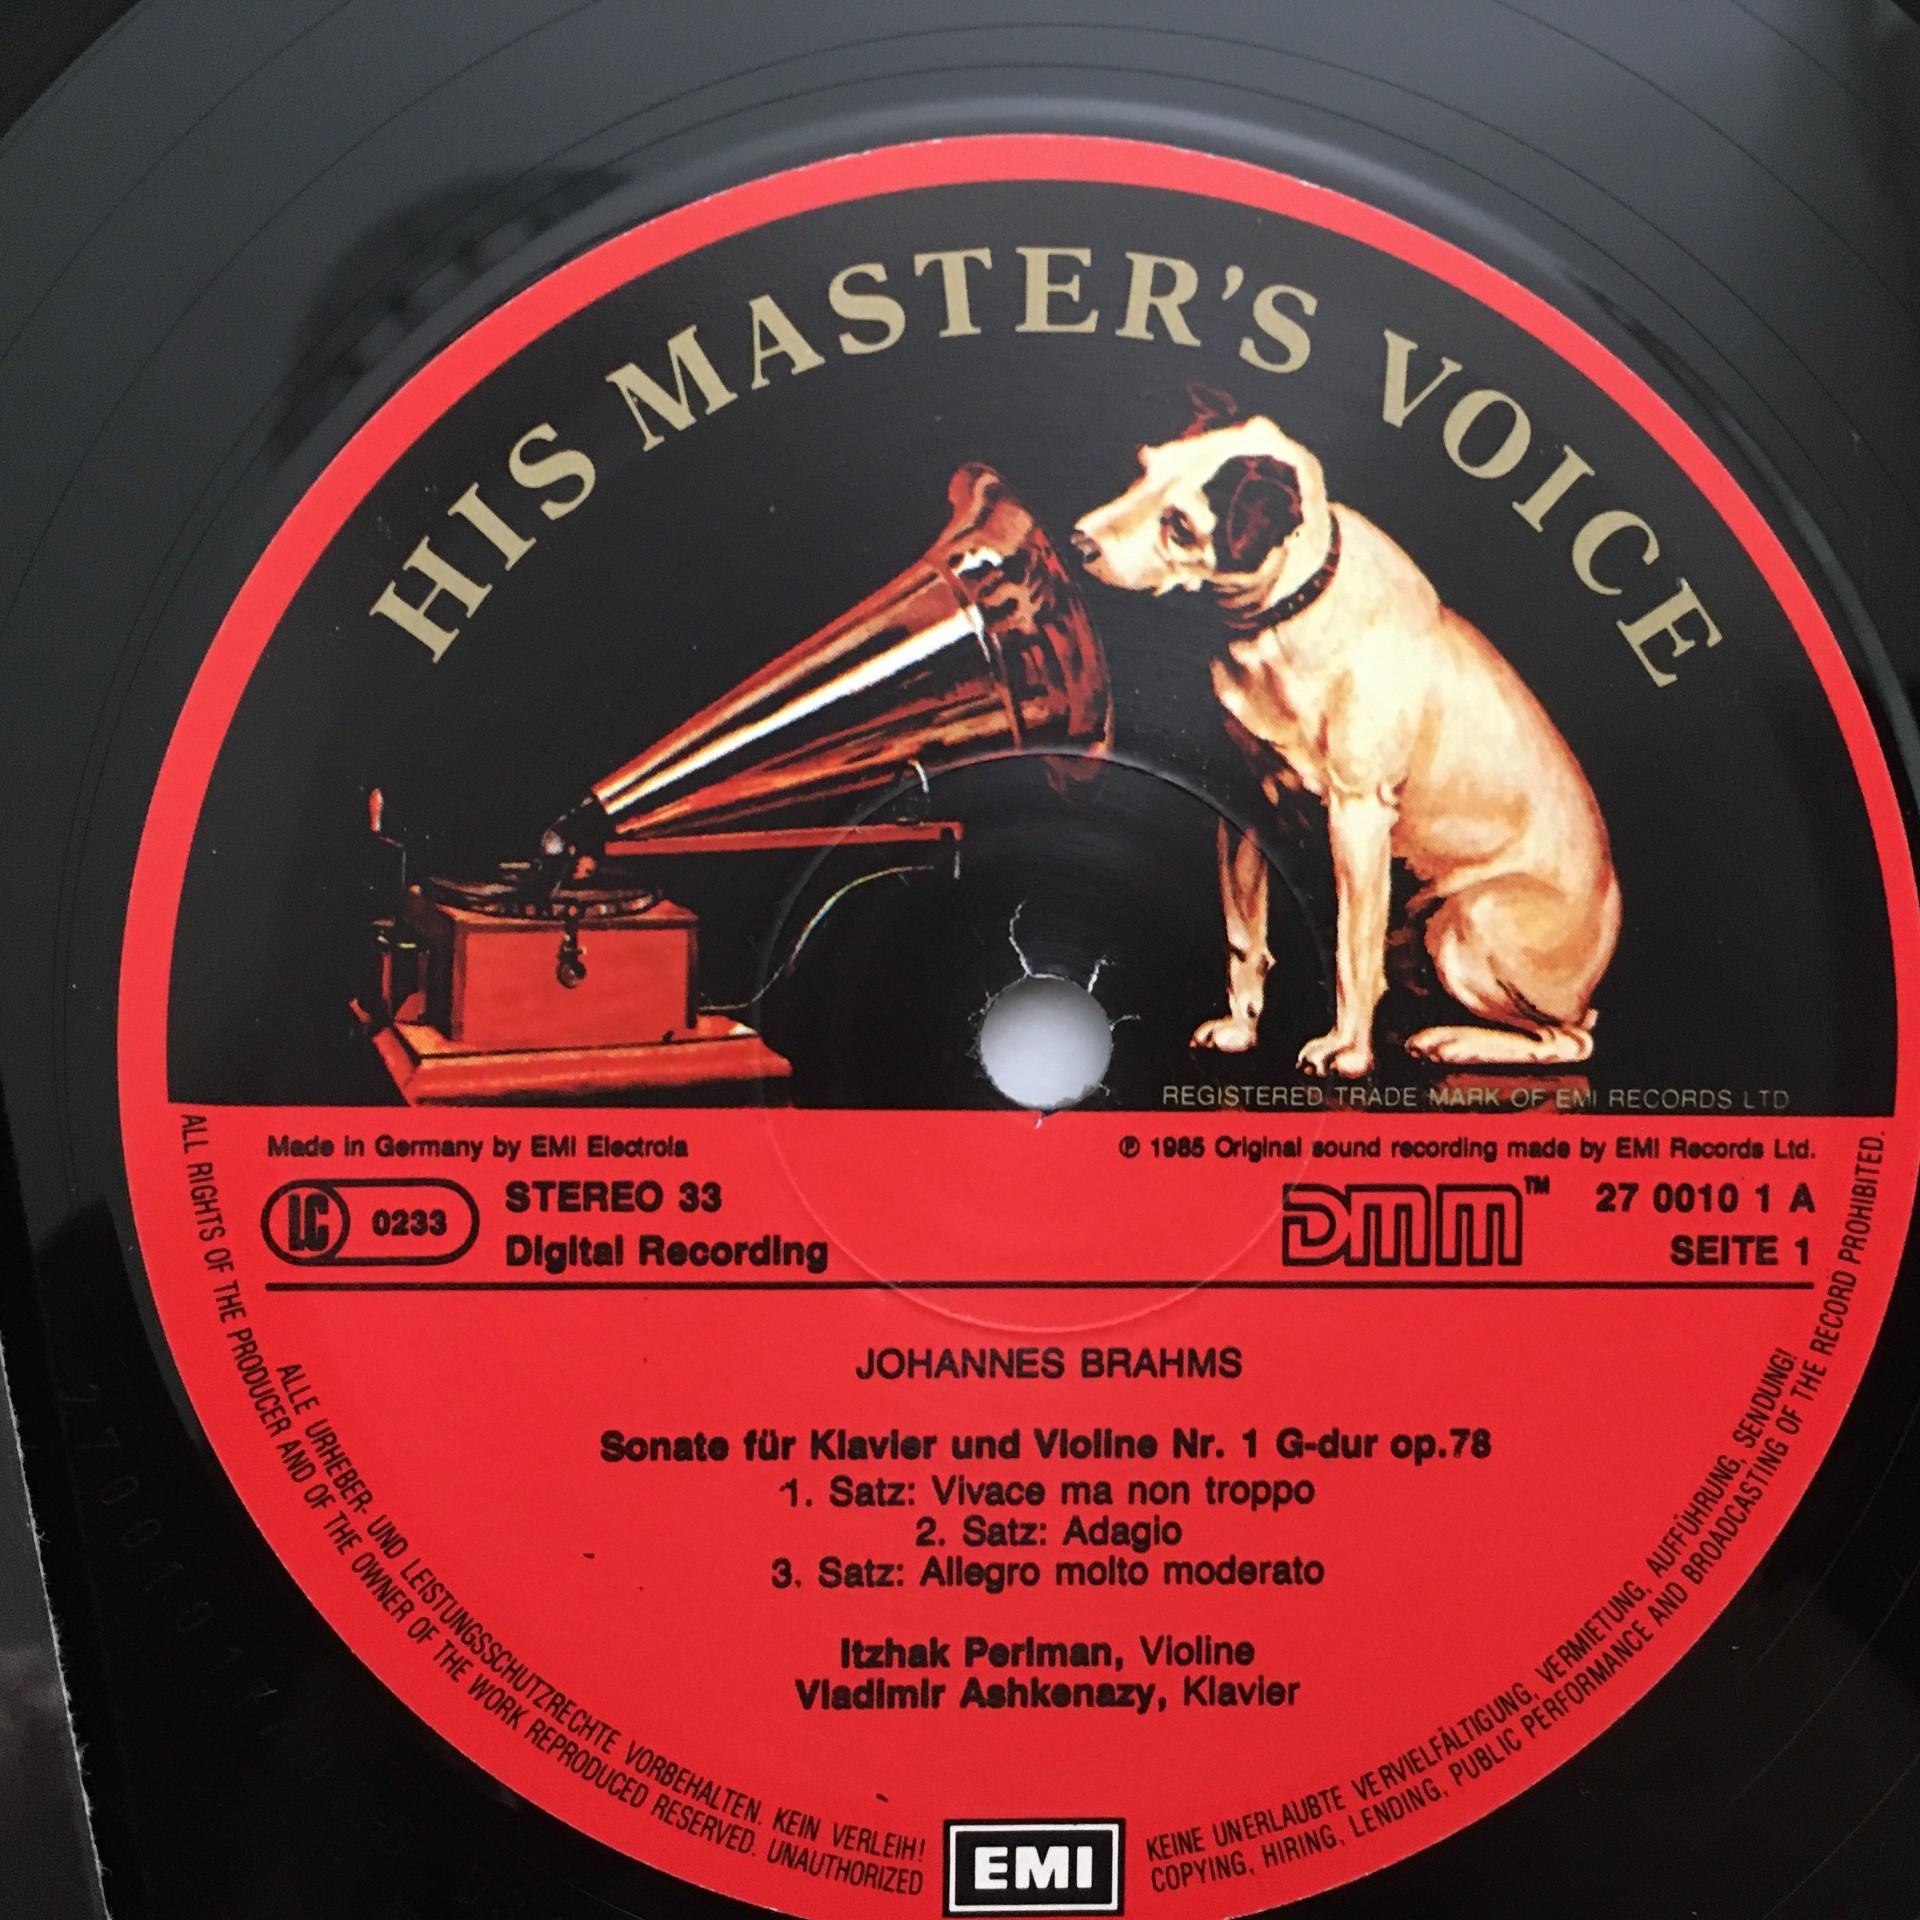 HIS MASTER'S VOICE
REGISTERED TRADE MARK OF EMI RECORDS LTD
Made in Germany by EMI Electrola
℗ 1985 Original sound recording made by EMI Records Ltd.
LC 0233
STEREO 33
Digital Recording
DMM™
27 0010 1 A
SEITE 1
JOHANNES BRAHMS
Sonate für Klavier und Violine Nr. 1 G-dur op.78
1. Satz: Vivace ma non troppo
2. Satz: Adagio
3. Satz: Allegro molto moderato
Itzhak Perlman, Violine
Vladimir Ashkenazy, Klavier
ALLE URHEBER- UND LEISTUNGSSCHUTZRECHTE VORBEHALTEN. KEIN VERLEIH!
KEINE UNERLAUBTE VERVIELFÄLTIGUNG, VERMIETUNG, AUFFÜHRUNG, SENDUNG!
ALL RIGHTS OF THE PRODUCER AND OF THE OWNER OF THE WORK REPRODUCED RESERVED. UNAUTHORIZED
COPYING, HIRING, LENDING, PUBLIC PERFORMANCE AND BROADCASTING OF THE RECORD PROHIBITED.
EMI